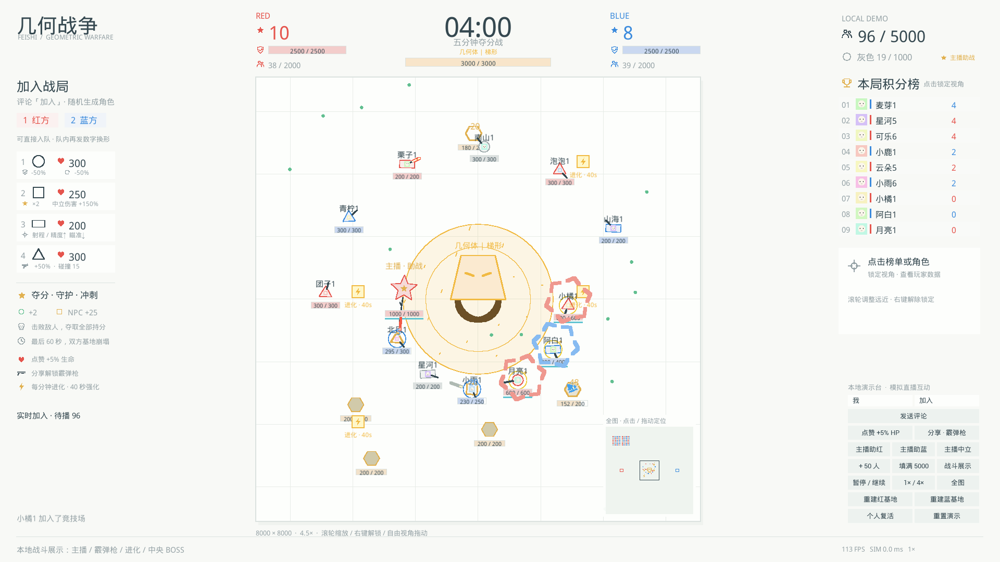 几何战争
FEISHI / GEOMETRIC WARFARE
加入战局
评论「加入」· 随机生成角色
1 红方
2 蓝方
可直接入队 · 队内再发数字换形
1
300
-50%
-50%
2
250
×2
中立伤害 +150%
3
200
射程 / 精度↑ 瞄准↓
4
300
+50% · 碰撞 15
夺分 · 守护 · 冲刺
+2
NPC +25
击败敌人，夺取全部持分
最后 60 秒，双方基地崩塌
点赞 +5% 生命
分享解锁霰弹枪
每分钟进化 · 40 秒强化
实时加入 · 待播 96
小橘1 加入了竞技场
RED
10
2500 / 2500
38 / 2000
04:00
五分钟夺分战
几何体 | 梯形
3000 / 3000
BLUE
8
2500 / 2500
39 / 2000
南山1
300 / 300
栗子1
200 / 200
泡泡1
进化 · 40s
300 / 300
青柠1
300 / 300
山海1
200 / 200
几何体 | 梯形
主播 · 助战
1000 / 1000
团子1
300 / 300
进化 · 40s
小橘1
进化 · 40s
295 / 300
阿白1
星河1
200 / 200
小雨1
230 / 250
月亮1
600 / 600
48
152 / 200
进化 · 40s
200 / 200
200 / 200
全图 · 点击 / 拖动定位
8000 × 8000 · 4.5× · 滚轮缩放 / 右键解锁 / 自由视角拖动
LOCAL DEMO
96 / 5000
灰色 19 / 1000
主播助战
本局积分榜
点击锁定视角
01 麦芽1 4
02 星河5 4
03 可乐6 4
04 小鹿1 2
05 云朵5 2
06 小雨6 2
07 小橘1 0
08 阿白1 0
09 月亮1 0
点击榜单或角色
锁定视角 · 查看玩家数据
滚轮调整远近 · 右键解除锁定
本地演示台 · 模拟直播互动
我
加入
发送评论
点赞 +5% HP
分享 · 霰弹枪
主播助红
主播助蓝
主播中立
+ 50 人
填满 5000
战斗展示
暂停 / 继续
1× / 4×
全图
重建红基地
重建蓝基地
个人复活
重置演示
本地战斗展示：主播 / 霰弹枪 / 进化 / 中央 BOSS
113 FPS SIM 0.0 ms 1×